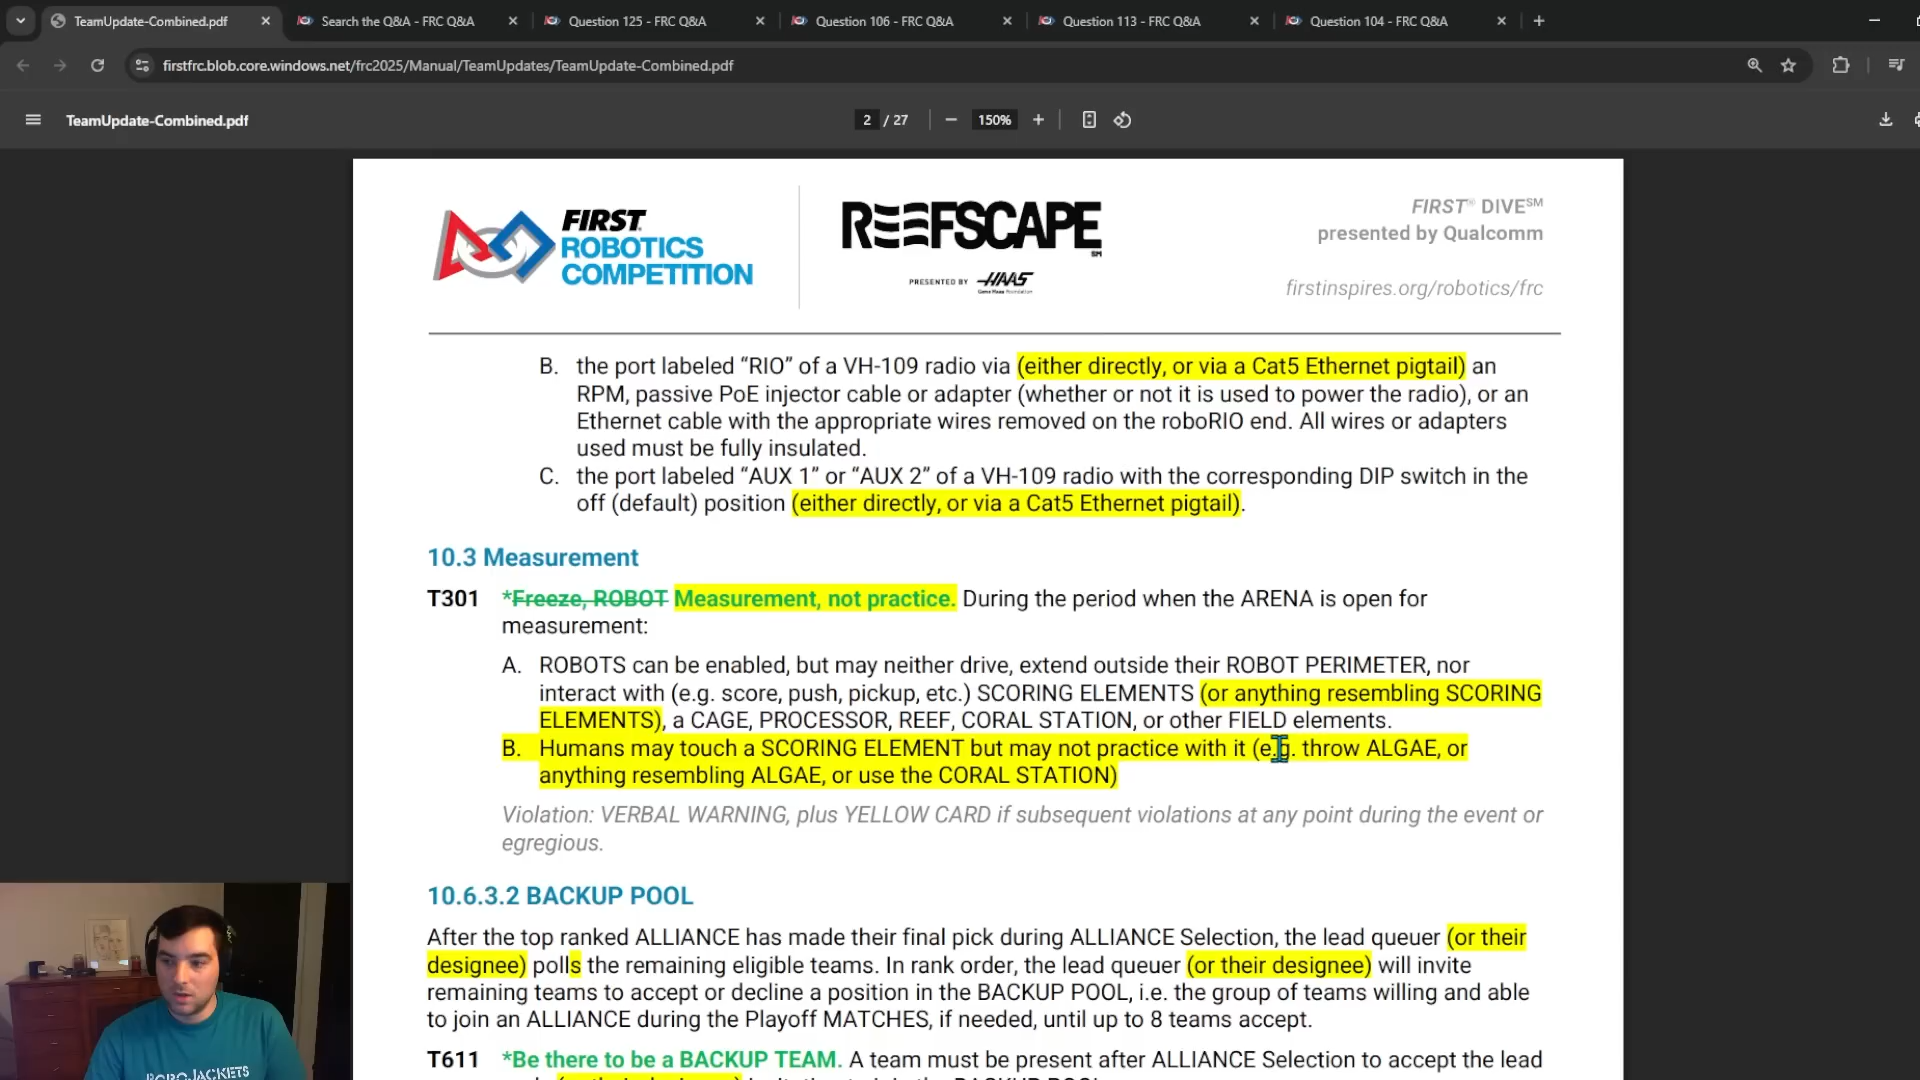 TeamUpdate-Combined.pdf
Search the Q&A - FRC Q&A
Question 125 - FRC Q&A
Question 106 - FRC Q&A
Question 113 - FRC Q&A
Question 104 - FRC Q&A
firstfrc.blob.core.windows.net/frc2025/Manual/TeamUpdates/TeamUpdate-Combined.pdf
TeamUpdate-Combined.pdf
2 / 27
150%
FIRST
ROBOTICS
COMPETITION
REEFSCAPE
SM
PRESENTED BY HAAS
Gene Haas Foundation
FIRST® DIVE℠
presented by Qualcomm
firstinspires.org/robotics/frc
B. the port labeled “RIO” of a VH-109 radio via (either directly, or via a Cat5 Ethernet pigtail) an
RPM, passive PoE injector cable or adapter (whether or not it is used to power the radio), or an
Ethernet cable with the appropriate wires removed on the roboRIO end. All wires or adapters
used must be fully insulated.
C. the port labeled “AUX 1” or “AUX 2” of a VH-109 radio with the corresponding DIP switch in the
off (default) position (either directly, or via a Cat5 Ethernet pigtail).
10.3 Measurement
T301 *Freeze, ROBOT Measurement, not practice. During the period when the ARENA is open for
measurement:
A. ROBOTS can be enabled, but may neither drive, extend outside their ROBOT PERIMETER, nor
interact with (e.g. score, push, pickup, etc.) SCORING ELEMENTS (or anything resembling SCORING
ELEMENTS), a CAGE, PROCESSOR, REEF, CORAL STATION, or other FIELD elements.
B. Humans may touch a SCORING ELEMENT but may not practice with it (e.g. throw ALGAE, or
anything resembling ALGAE, or use the CORAL STATION)
Violation: VERBAL WARNING, plus YELLOW CARD if subsequent violations at any point during the event or
egregious.
10.6.3.2 BACKUP POOL
After the top ranked ALLIANCE has made their final pick during ALLIANCE Selection, the lead queuer (or their
designee) polls the remaining eligible teams. In rank order, the lead queuer (or their designee) will invite
remaining teams to accept or decline a position in the BACKUP POOL, i.e. the group of teams willing and able
to join an ALLIANCE during the Playoff MATCHES, if needed, until up to 8 teams accept.
T611 *Be there to be a BACKUP TEAM. A team must be present after ALLIANCE Selection to accept the lead
ROBOJACKETS